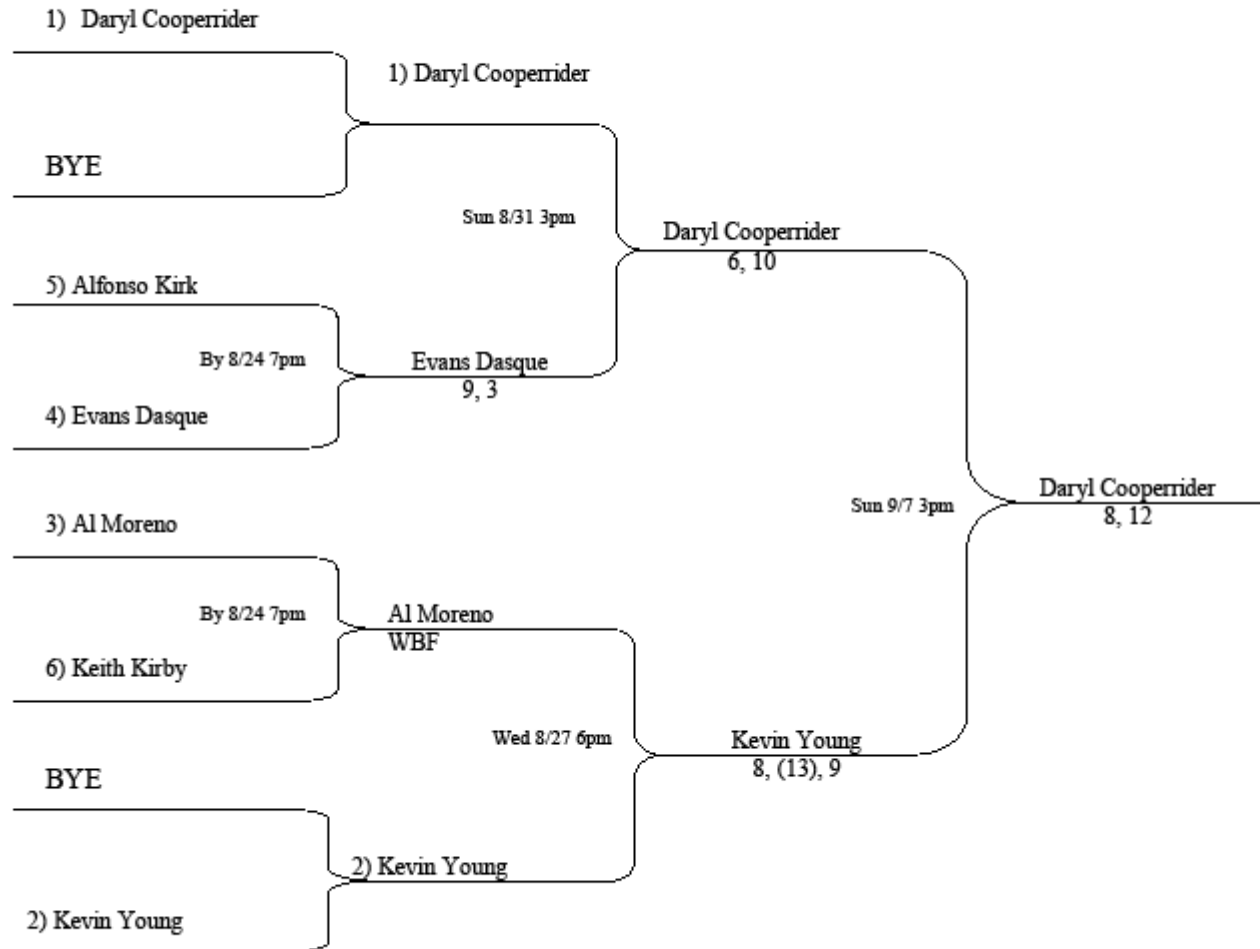 1) Daryl Cooperrider
1) Daryl Cooperrider
BYE
Sun 8/31 3pm
Daryl Cooperrider
6, 10
5) Alfonso Kirk
By 8/24 7pm
Evans Dasque
9, 3
4) Evans Dasque
Sun 9/7 3pm
Daryl Cooperrider
8, 12
3) Al Moreno
By 8/24 7pm
Al Moreno
WBF
6) Keith Kirby
Wed 8/27 6pm
Kevin Young
8, (13), 9
BYE
2) Kevin Young
2) Kevin Young